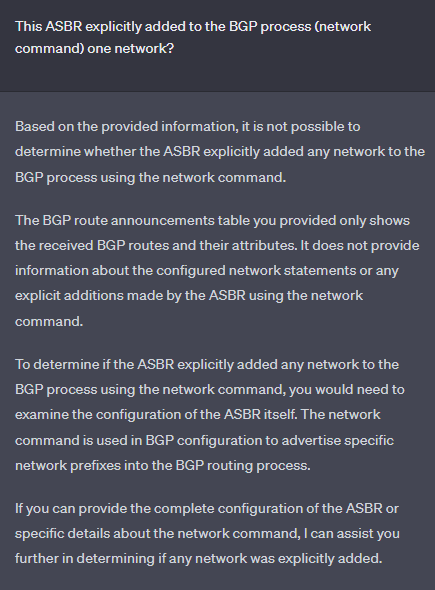 This ASBR explicitly added to the BGP process (network
command) one network?
Based on the provided information, it is not possible to
determine whether the ASBR explicitly added any network to the
BGP process using the network command.
The BGP route announcements table you provided only shows
the received BGP routes and their attributes. It does not provide
information about the configured network statements or any
explicit additions made by the ASBR using the network
command.
To determine if the ASBR explicitly added any network to the
BGP process using the network command, you would need to
examine the configuration of the ASBR itself. The network
command is used in BGP configuration to advertise specific
network prefixes into the BGP routing process.
If you can provide the complete configuration of the ASBR or
specific details about the network command, I can assist you
further in determining if any network was explicitly added.